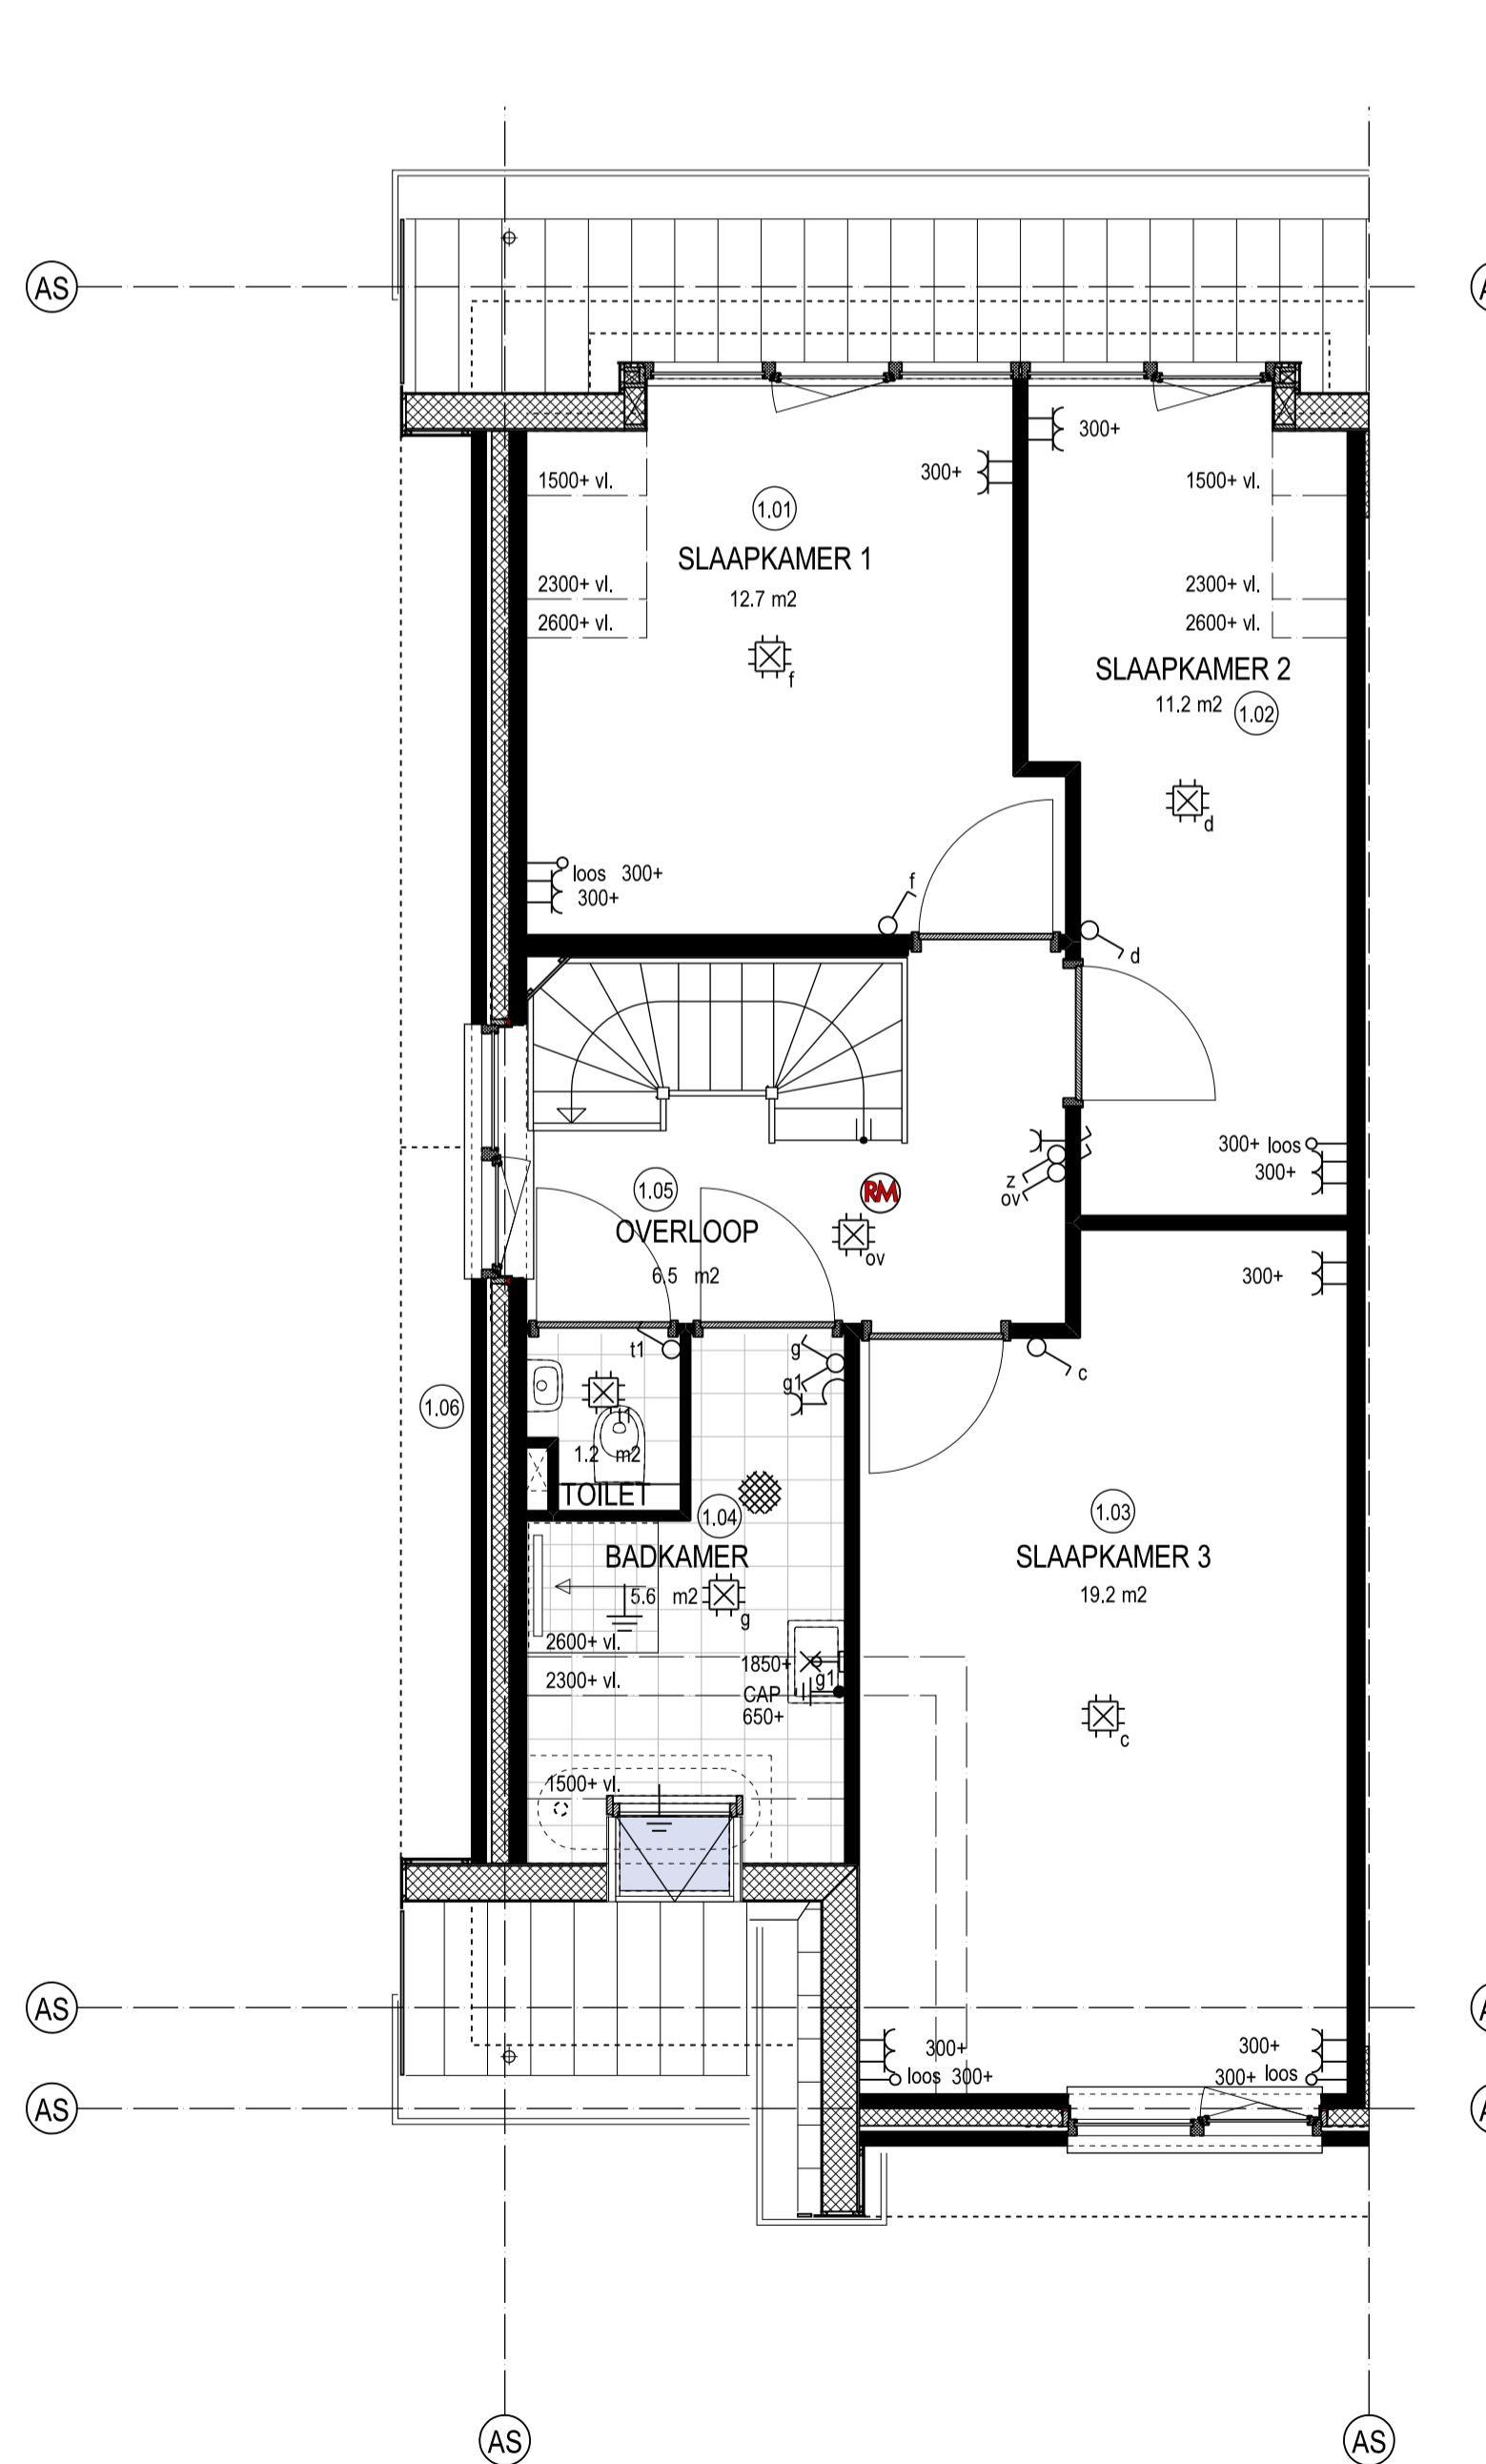 AS
300+
300+
1500+ vl.
1500+ vl.
1.01
SLAAPKAMER 1
12.7 m2
2300+ vl.
2300+ vl.
2600+ vl.
2600+ vl.
f
SLAAPKAMER 2
11.2 m2
1.02
d
loos 300+
300+
f
d
300+ loos
300+
z
ov
1.05
RM
OVERLOOP
ov
6.5 m2
300+
t1
g
g1
c
1.06
t1
1.2 m2
TOILET
1.04
1.03
BADKAMER
SLAAPKAMER 3
5.6 m2
19.2 m2
g
2600+ vl.
1850+
2300+ vl.
g1
CAP
650+
c
1500+ vl.
AS
300+
300+
loos 300+
300+ loos
AS
AS
AS